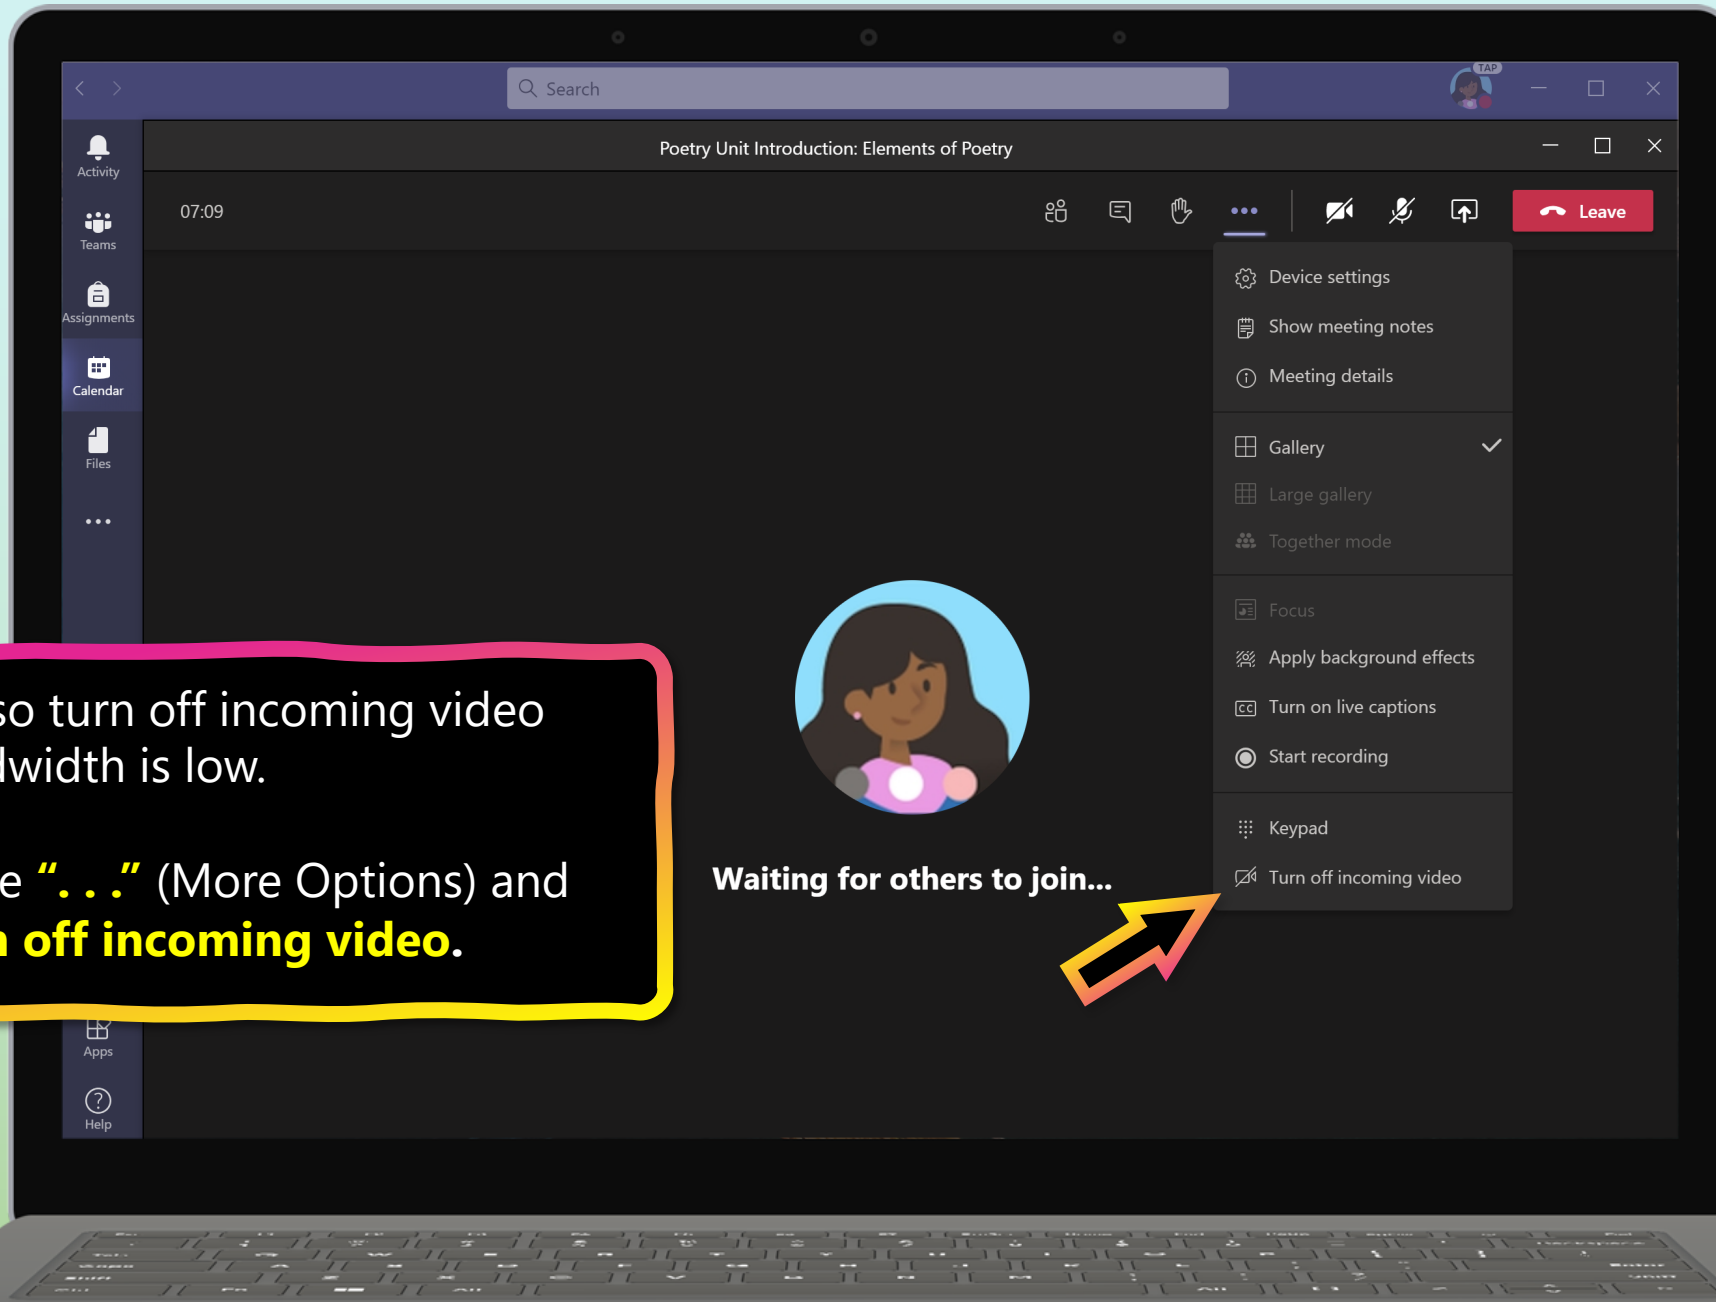 TAP
Search
Activity
Teams
Assignments
Calendar
Files
Apps
Help
Poetry Unit Introduction: Elements of Poetry
07:09
Leave
Device settings
Show meeting notes
Meeting details
Gallery
Large gallery
Together mode
Focus
Apply background effects
Turn on live captions
Start recording
Keypad
Turn off incoming video
Waiting for others to join...
so turn off incoming video
dwidth is low.
e “. . .” (More Options) and
n off incoming video.